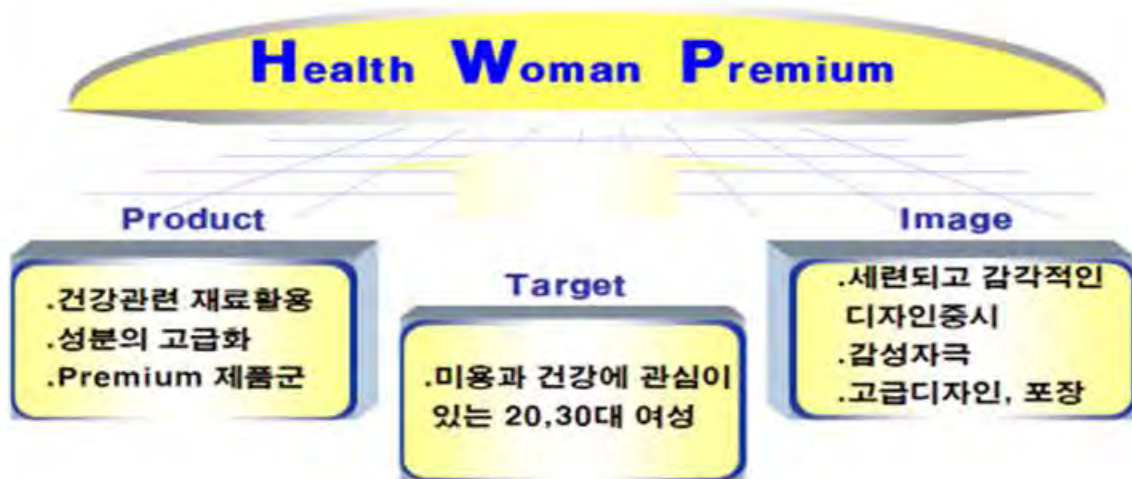 Health Woman Premium
Product
.건강관련 재료활용
.성분의 고급화
.Premium 제품군
Target
.미용과 건강에 관심이
있는 20,30대 여성
Image
.세련되고 감각적인
디자인중시
.감성자극
.고급디자인, 포장